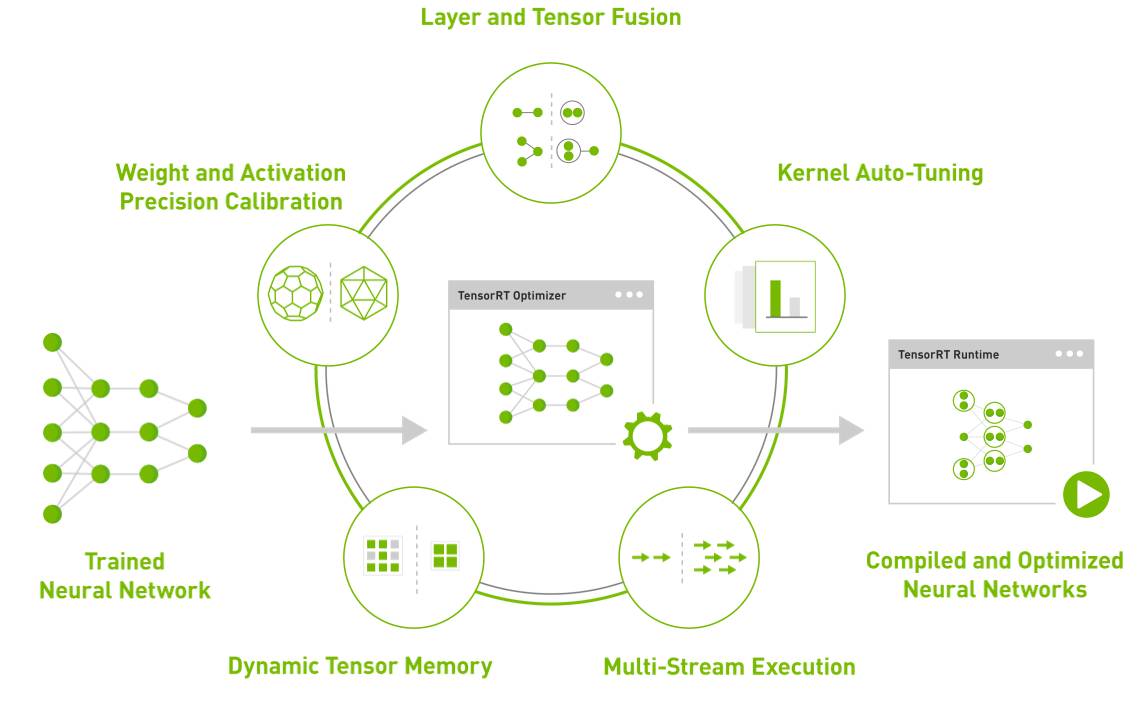 Layer and Tensor Fusion
Weight and Activation
Precision Calibration
Kernel Auto-Tuning
TensorRT Optimizer
TensorRT Runtime
Trained
Neural Network
Compiled and Optimized
Neural Networks
Dynamic Tensor Memory
Multi-Stream Execution